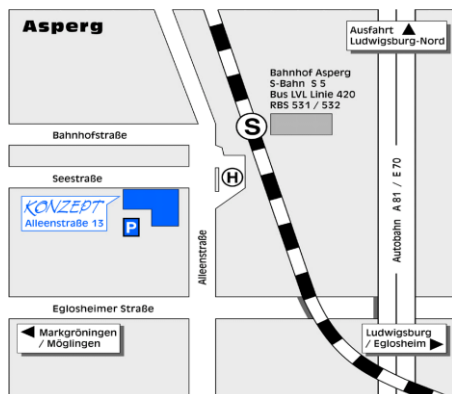 Asperg
Ausfahrt
Ludwigsburg-Nord
Bahnhof Asperg
S-Bahn S 5
Bus LVL Linie 420
RBS 531 / 532
S
Bahnhofstraße
H
Seestraße
KONZEPT
Alleenstraße 13
P
Alleenstraße
Autobahn A 81 / E 70
Eglosheimer Straße
Markgröningen
/ Möglingen
Ludwigsburg
/ Eglosheim